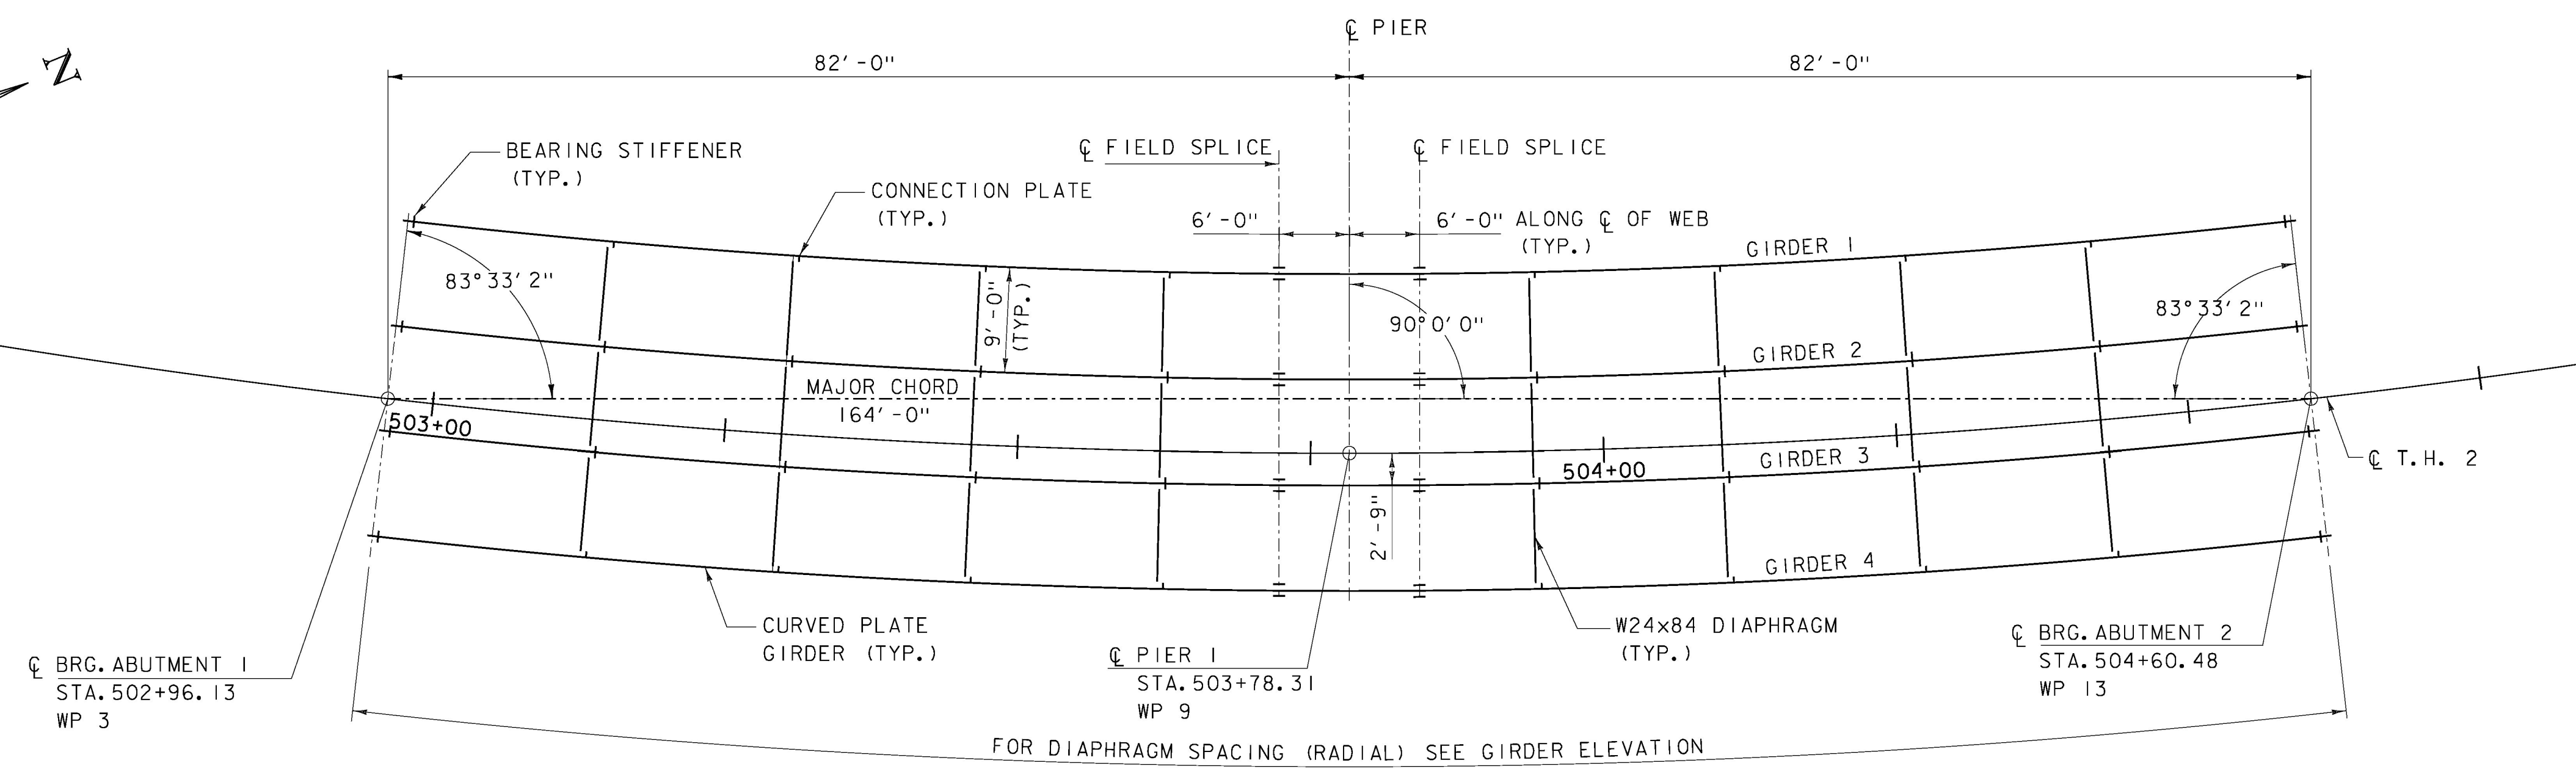 ℄ PIER
N
82'-0"
82'-0"
BEARING STIFFENER
(TYP.)
℄ FIELD SPLICE
℄ FIELD SPLICE
CONNECTION PLATE
(TYP.)
6'-0"
6'-0" ALONG ℄ OF WEB
(TYP.)
GIRDER 1
83°33'2"
9'-0"
(TYP.)
90°0'0"
83°33'2"
GIRDER 2
MAJOR CHORD
164'-0"
503+00
GIRDER 3
504+00
℄ T.H. 2
2'-9"
GIRDER 4
CURVED PLATE
GIRDER (TYP.)
W24x84 DIAPHRAGM
(TYP.)
℄ BRG. ABUTMENT 1
STA. 502+96.13
WP 3
℄ PIER 1
STA. 503+78.31
WP 9
℄ BRG. ABUTMENT 2
STA. 504+60.48
WP 13
FOR DIAPHRAGM SPACING (RADIAL) SEE GIRDER ELEVATION